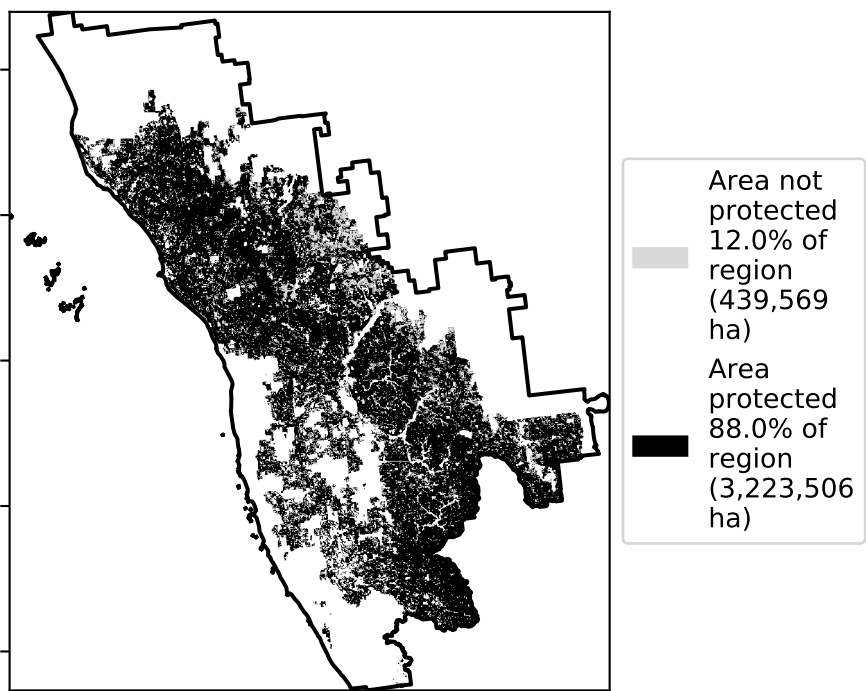 Area not
protected
12.0% of
region
(439,569
ha)
Area
protected
88.0% of
region
(3,223,506
ha)